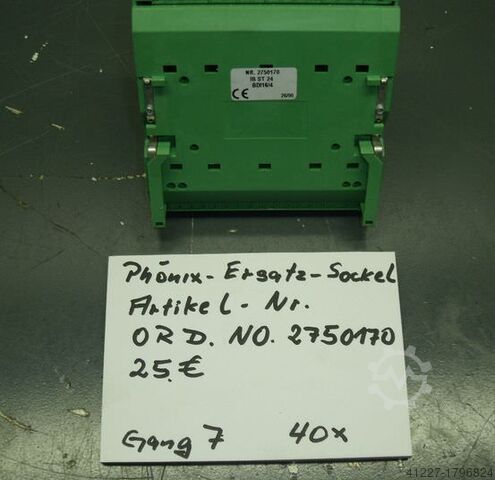 NR. 2750170
IB ST 24
BDI16/4
CE 26/90
Phönix-Ersatz-Sockel
Artikel-Nr.
ORD. NO. 2750170
25.€
Gang 7 40x
41227-1796824